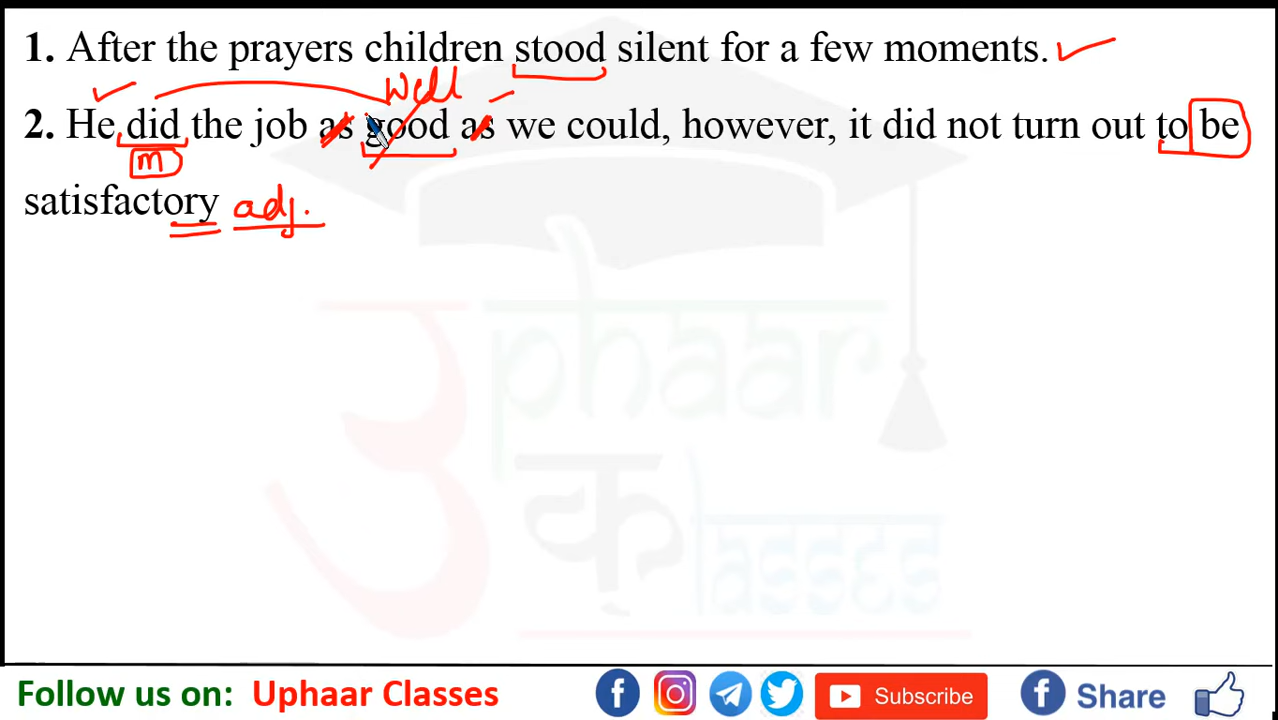 1. After the prayers children stood silent for a few moments.
well
2. He did the job as good as we could, however, it did not turn out to be
m
satisfactory adj.
उphaar
कlasses
Follow us on: Uphaar Classes Subscribe Share